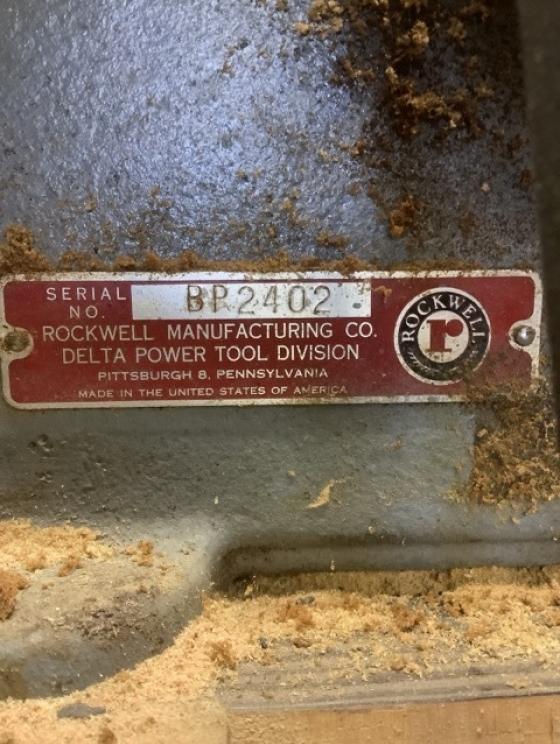 SERIAL NO. BP2402
ROCKWELL MANUFACTURING CO.
DELTA POWER TOOL DIVISION
PITTSBURGH 8, PENNSYLVANIA
MADE IN THE UNITED STATES OF AMERICA
ROCKWELL
r